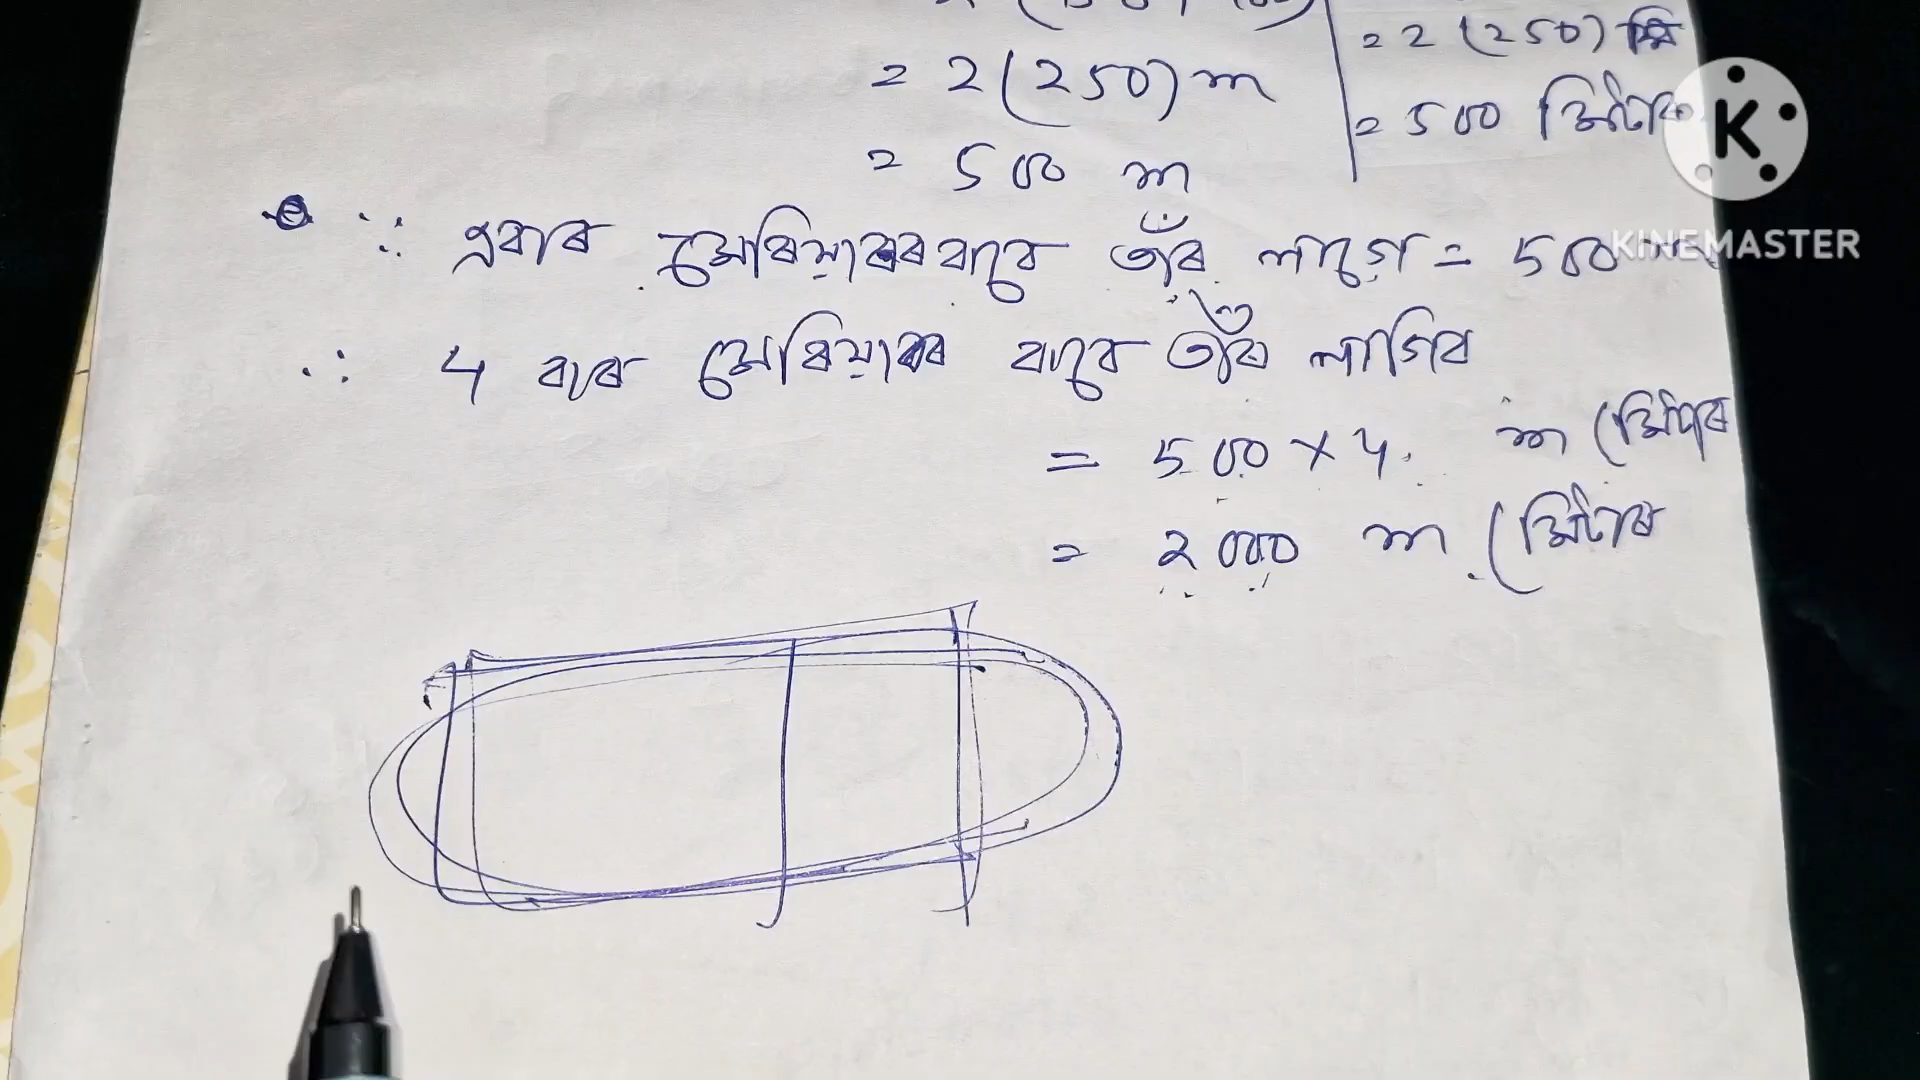 = 2 (250) মি
= 2 (250) m
= 500 মিটাৰ
= 500 m
∵ এবাৰ মেৰিয়াবৰ বাবে তাঁৰ লাগে = 500 m
∴ 4 বাৰ মেৰিয়াবৰ বাবে তাঁৰ লাগিব
= 500 × 4 m (মিটাৰ
= 2000 m (মিটাৰ
K
KINEMASTER